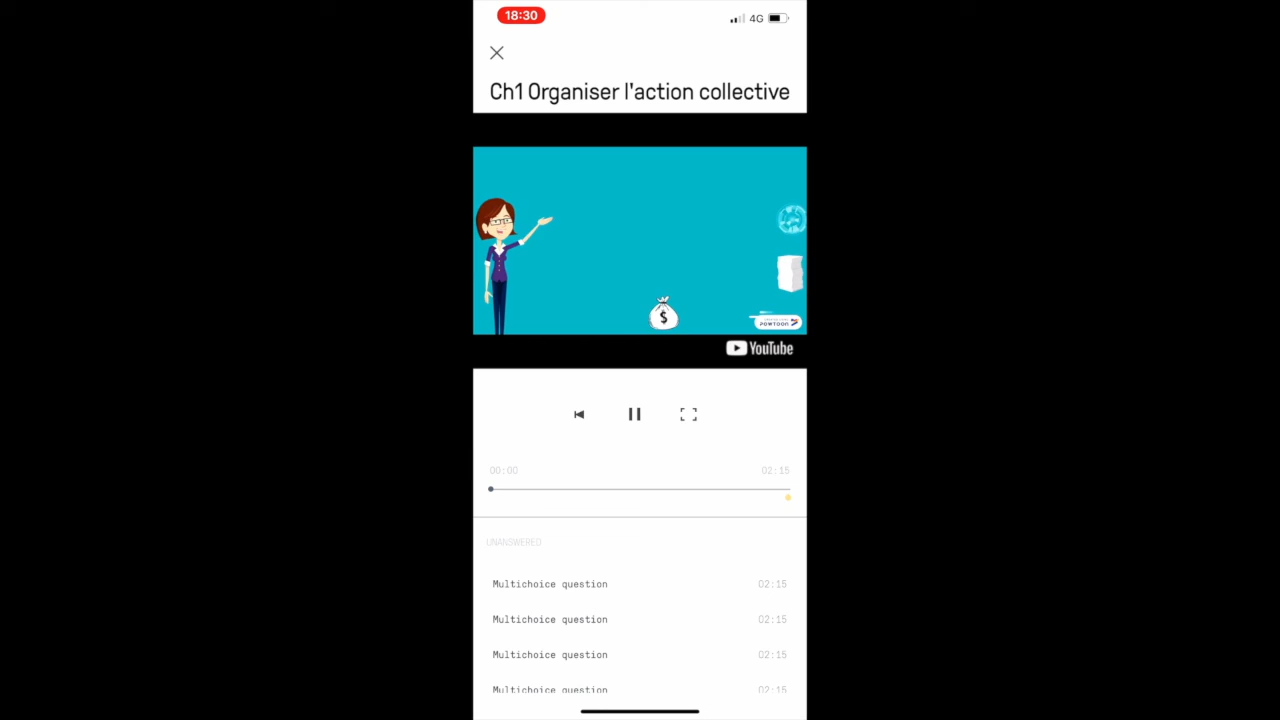 18:30
4G
Ch1 Organiser l'action collective
$
POWTOON
YouTube
00:00
02:15
UNANSWERED
Multichoice question
02:15
Multichoice question
02:15
Multichoice question
02:15
Multichoice question
02:15